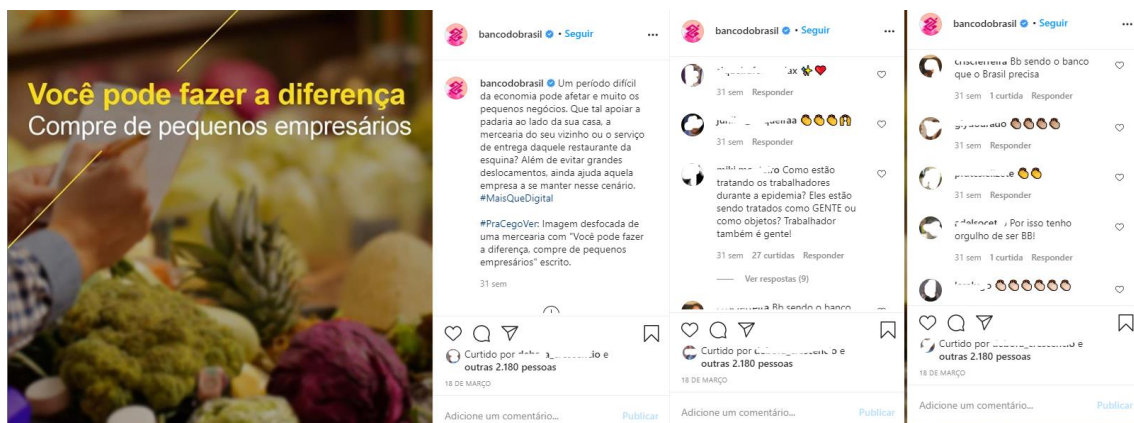 Você pode fazer a diferença
Compre de pequenos empresários
bancodobrasil • Seguir
bancodobrasil Um período difícil
da economia pode afetar e muito os
pequenos negócios. Que tal apoiar a
padaria ao lado da sua casa, a
mercearia do seu vizinho ou o serviço
de entrega daquele restaurante da
esquina? Além de evitar grandes
deslocamentos, ainda ajuda aquela
empresa a se manter nesse cenário.
#MaisQueDigital
#PraCegoVer: Imagem desfocada de
uma mercearia com "Você pode fazer
a diferença, compre de pequenos
empresários" escrito.
31 sem
Curtido por e
outras 2.180 pessoas
18 DE MARÇO
Adicione um comentário... Publicar
bancodobrasil • Seguir
31 sem Responder
31 sem Responder
Como estão
tratando os trabalhadores
durante a epidemia? Eles estão
sendo tratados como GENTE ou
como objetos? Trabalhador
também é gente!
31 sem 27 curtidas Responder
Ver respostas (9)
Bb sendo o banco
Curtido por e
outras 2.180 pessoas
18 DE MARÇO
Adicione um comentário... Publicar
bancodobrasil • Seguir
Bb sendo o banco
que o Brasil precisa
31 sem 1 curtida Responder
31 sem Responder
31 sem Responder
Por isso tenho
orgulho de ser BB!
31 sem 1 curtida Responder
Curtido por e
outras 2.180 pessoas
18 DE MARÇO
Adicione um comentário... Publicar